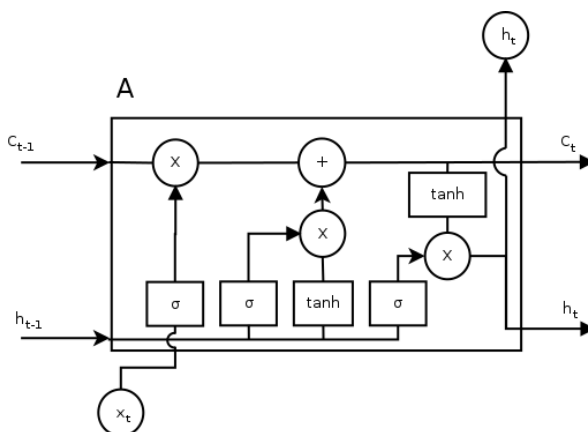 h_t
A
C_t-1
X
+
C_t
tanh
X
X
σ
σ
tanh
σ
h_t-1
h_t
x_t